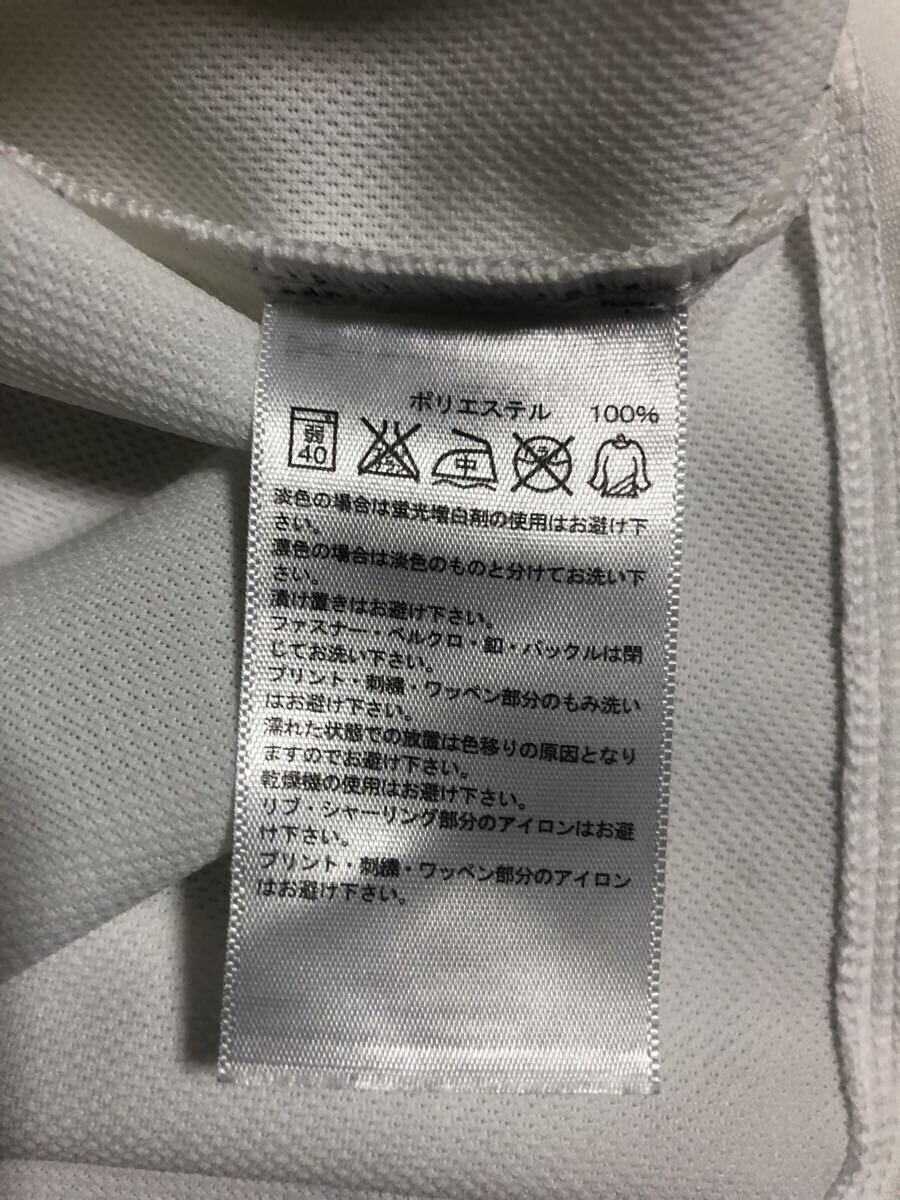 ポリエステル 100%
弱 エンソ 中 ドライ
40 サラシ
淡色の場合は蛍光増白剤の使用はお避け下
さい。
濃色の場合は淡色のものと分けてお洗い下
さい。
漬け置きはお避け下さい。
ファスナー・ベルクロ・釦・バックルは閉
じてお洗い下さい。
プリント・刺繍・ワッペン部分のもみ洗い
はお避け下さい。
濡れた状態での放置は色移りの原因となり
ますのでお避け下さい。
乾燥機の使用はお避け下さい。
リブ・シャーリング部分のアイロンはお避
け下さい。
プリント・刺繍・ワッペン部分のアイロン
はお避け下さい。